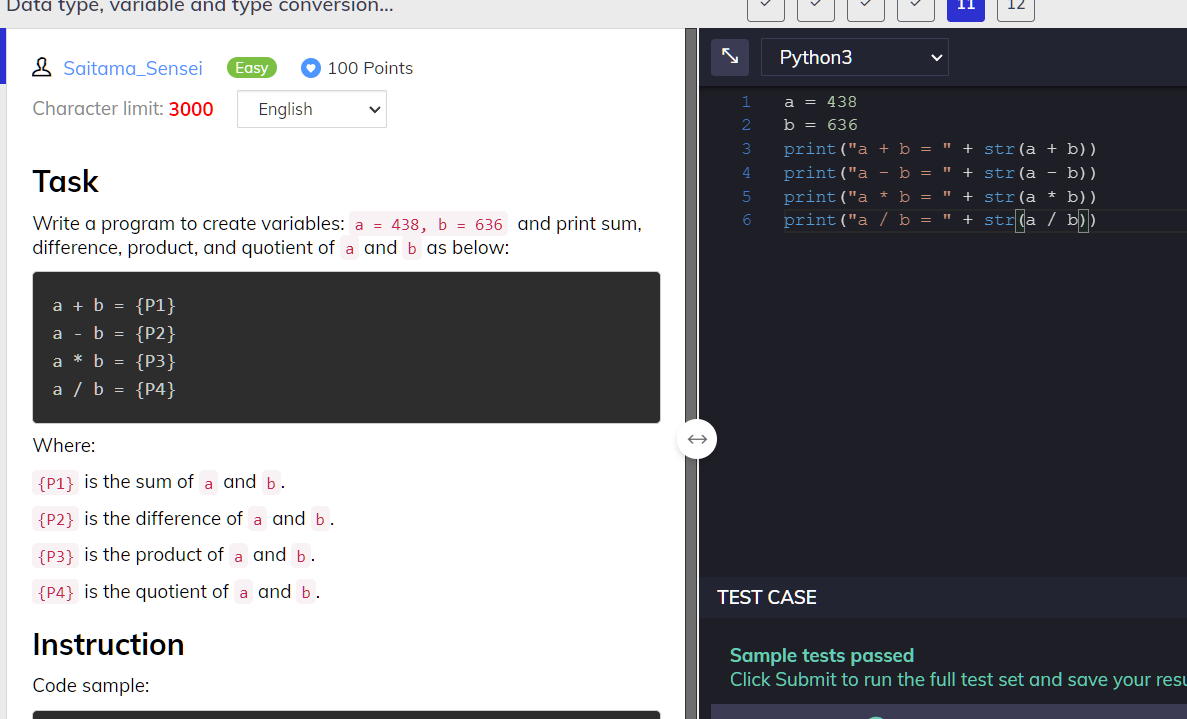 Data type, variable and type conversion...
11
12
Saitama_Sensei
Easy
100 Points
Character limit: 3000
English
Task
Write a program to create variables: a = 438, b = 636 and print sum,
difference, product, and quotient of a and b as below:
a + b = {P1}
a - b = {P2}
a * b = {P3}
a / b = {P4}
Where:
{P1} is the sum of a and b.
{P2} is the difference of a and b.
{P3} is the product of a and b.
{P4} is the quotient of a and b.
Instruction
Code sample:
Python3
1 a = 438
2 b = 636
3 print("a + b = " + str(a + b))
4 print("a - b = " + str(a - b))
5 print("a * b = " + str(a * b))
6 print("a / b = " + str(a / b))
TEST CASE
Sample tests passed
Click Submit to run the full test set and save your resu